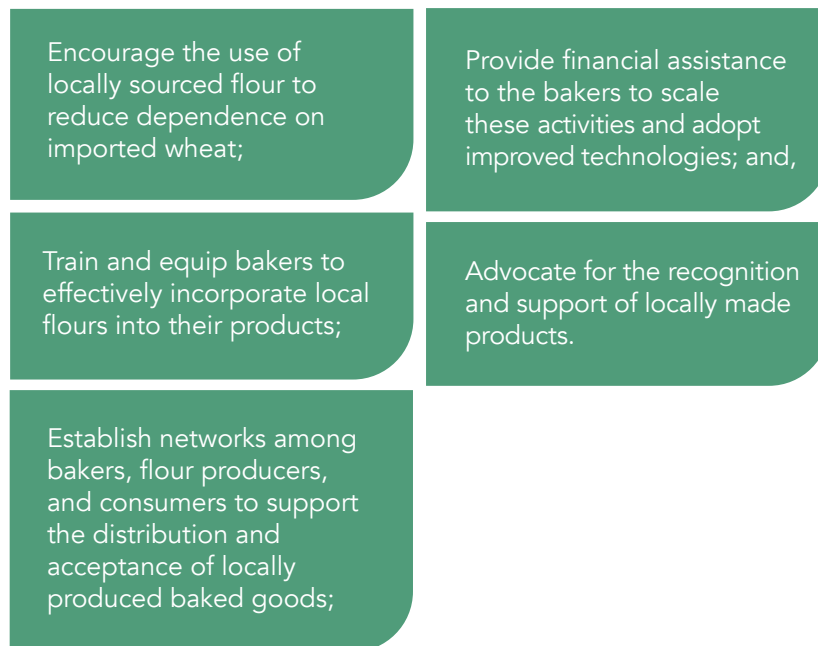 Encourage the use of
locally sourced flour to
reduce dependence on
imported wheat;
Train and equip bakers to
effectively incorporate local
flours into their products;
Establish networks among
bakers, flour producers,
and consumers to support
the distribution and
acceptance of locally
produced baked goods;
Provide financial assistance
to the bakers to scale
these activities and adopt
improved technologies; and,
Advocate for the recognition
and support of locally made
products.